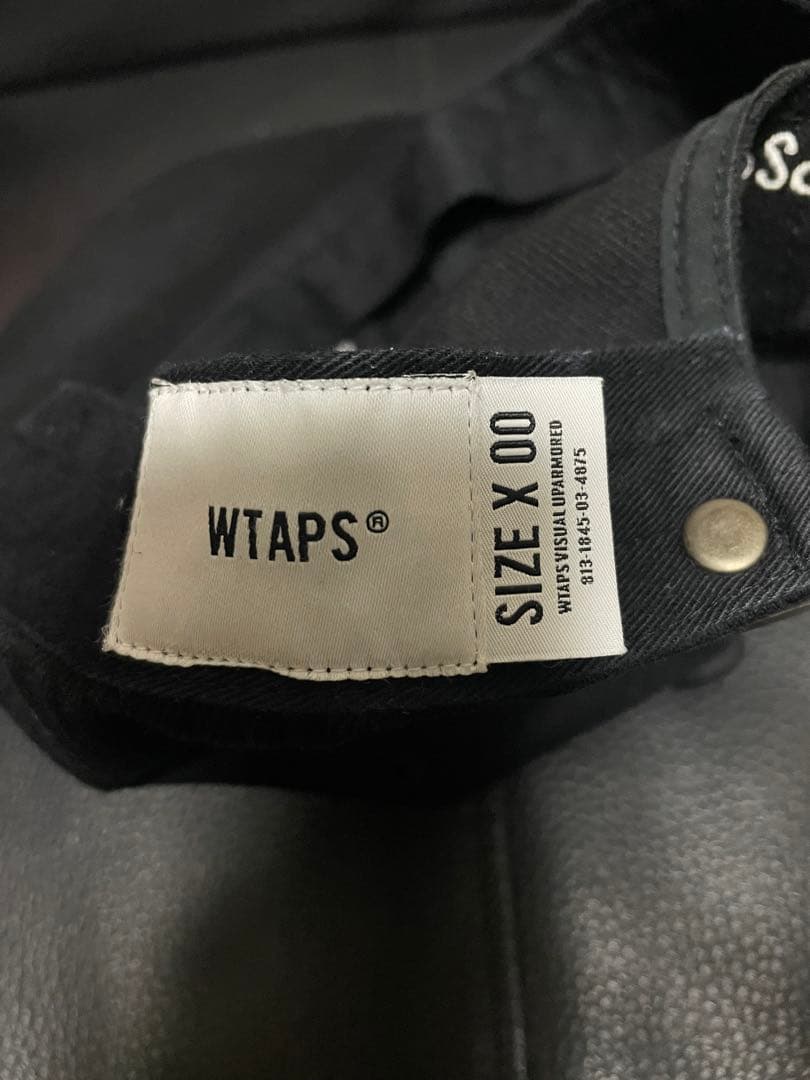 WTAPS®
SIZE X 00
WTAPS VISUAL UPARMORED
813-1845-03-4875